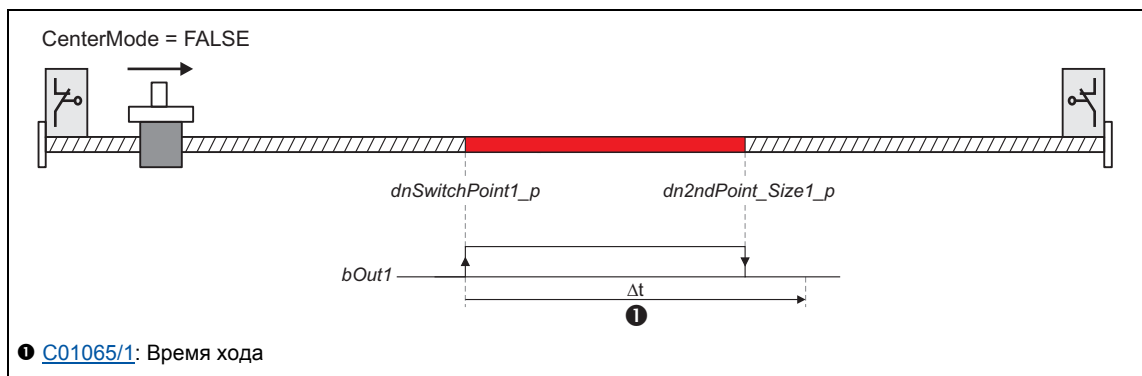 CenterMode = FALSE
dnSwitchPoint1_p
dn2ndPoint_Size1_p
bOut1
Δt
❶
❶ C01065/1: Время хода